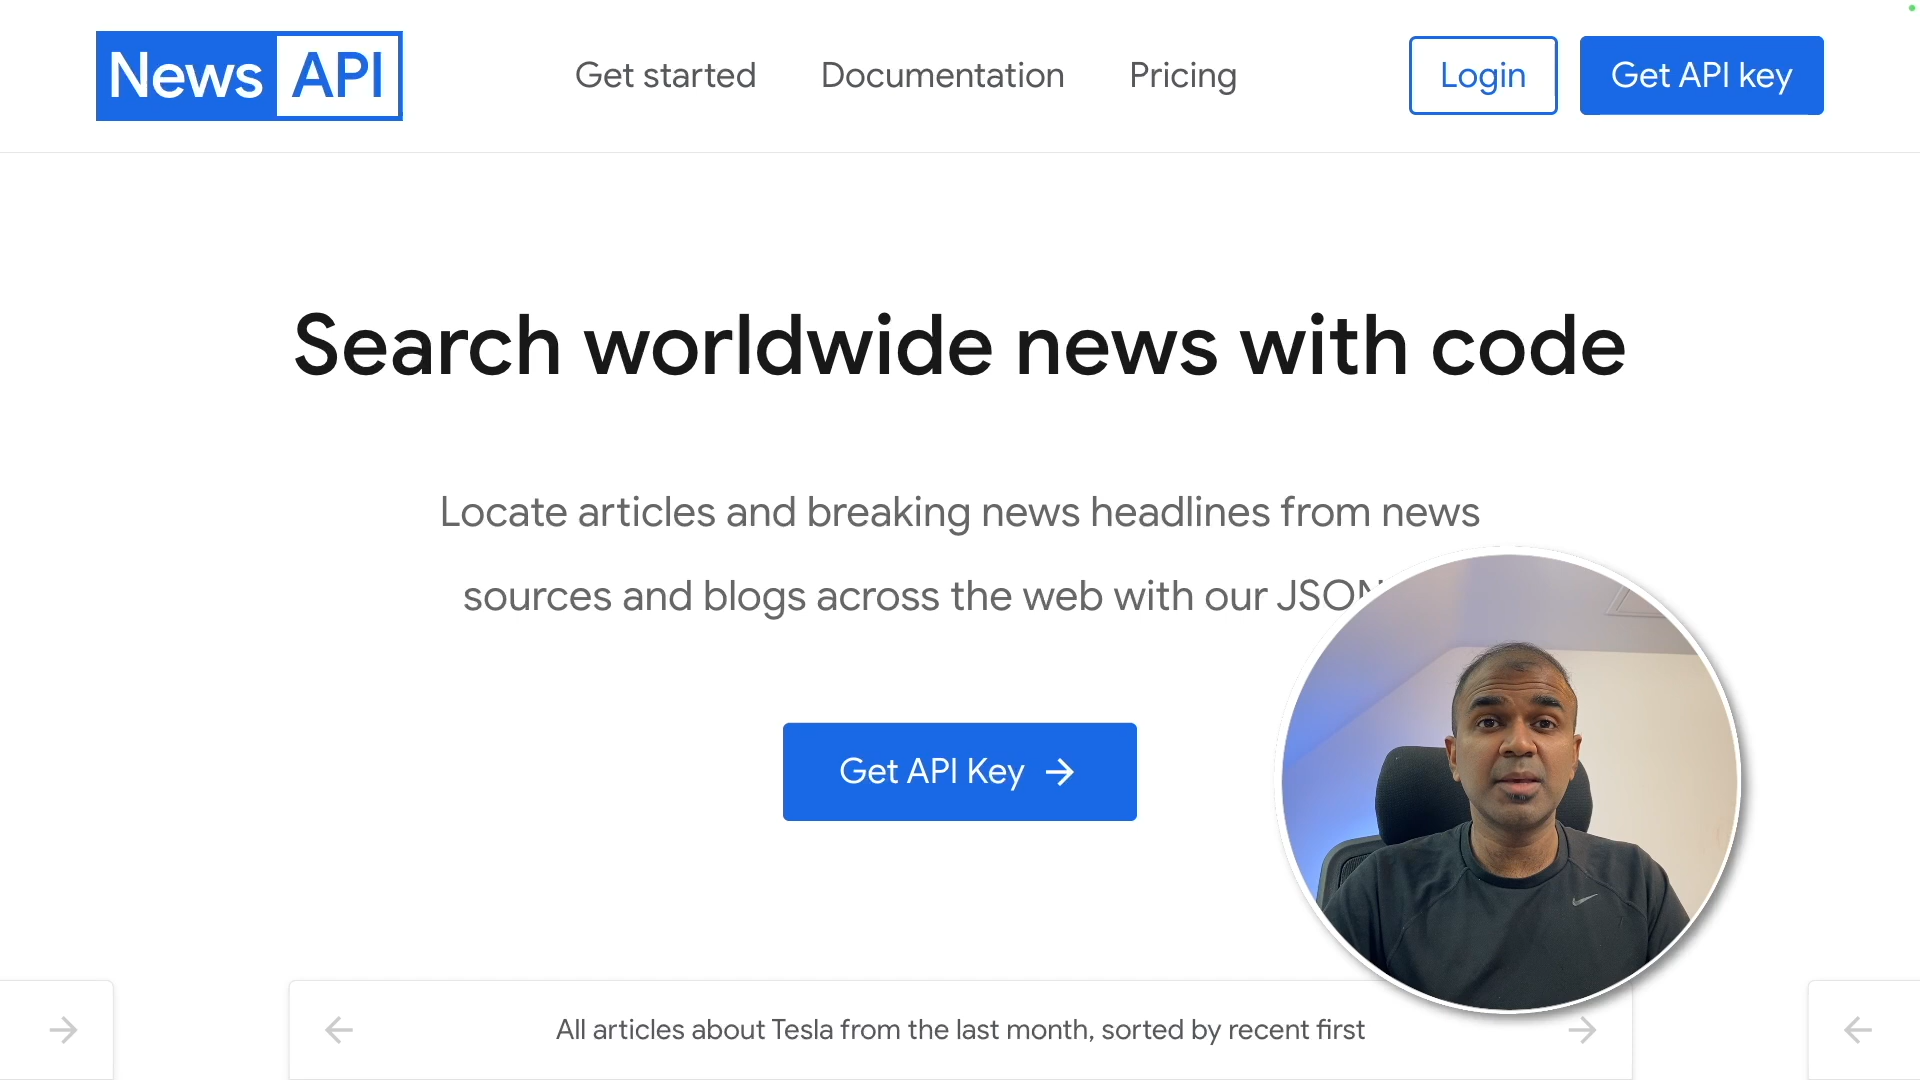 News API
Get started
Documentation
Pricing
Login
Get API key
Search worldwide news with code
Locate articles and breaking news headlines from news
sources and blogs across the web with our JSON
Get API Key →
All articles about Tesla from the last month, sorted by recent first